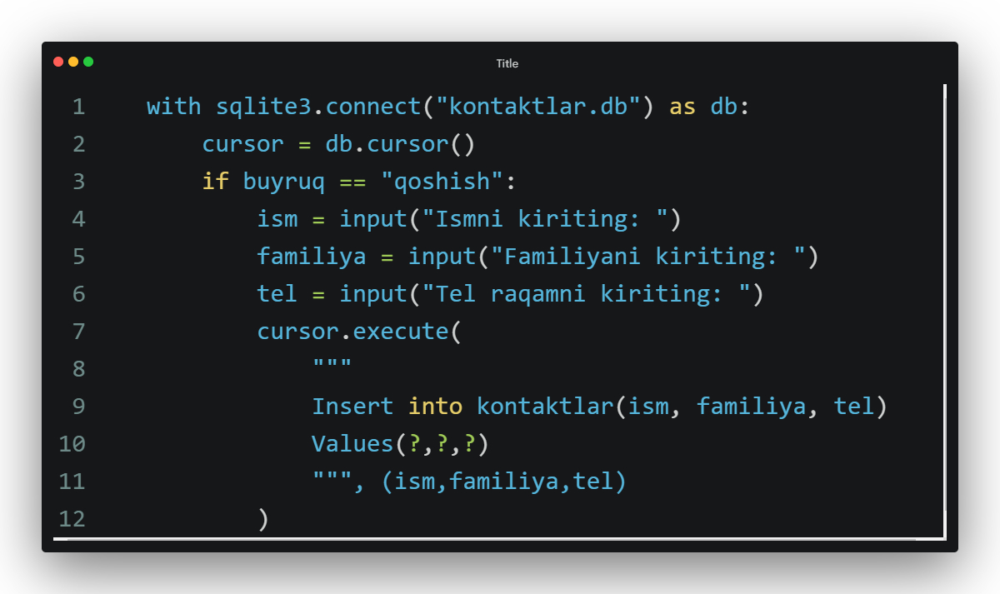 Title
1 with sqlite3.connect("kontaktlar.db") as db:
2 cursor = db.cursor()
3 if buyruq == "qoshish":
4 ism = input("Ismni kiriting: ")
5 familiya = input("Familiyani kiriting: ")
6 tel = input("Tel raqamni kiriting: ")
7 cursor.execute(
8 """
9 Insert into kontaktlar(ism, familiya, tel)
10 Values(?,?,?)
11 """, (ism,familiya,tel)
12 )